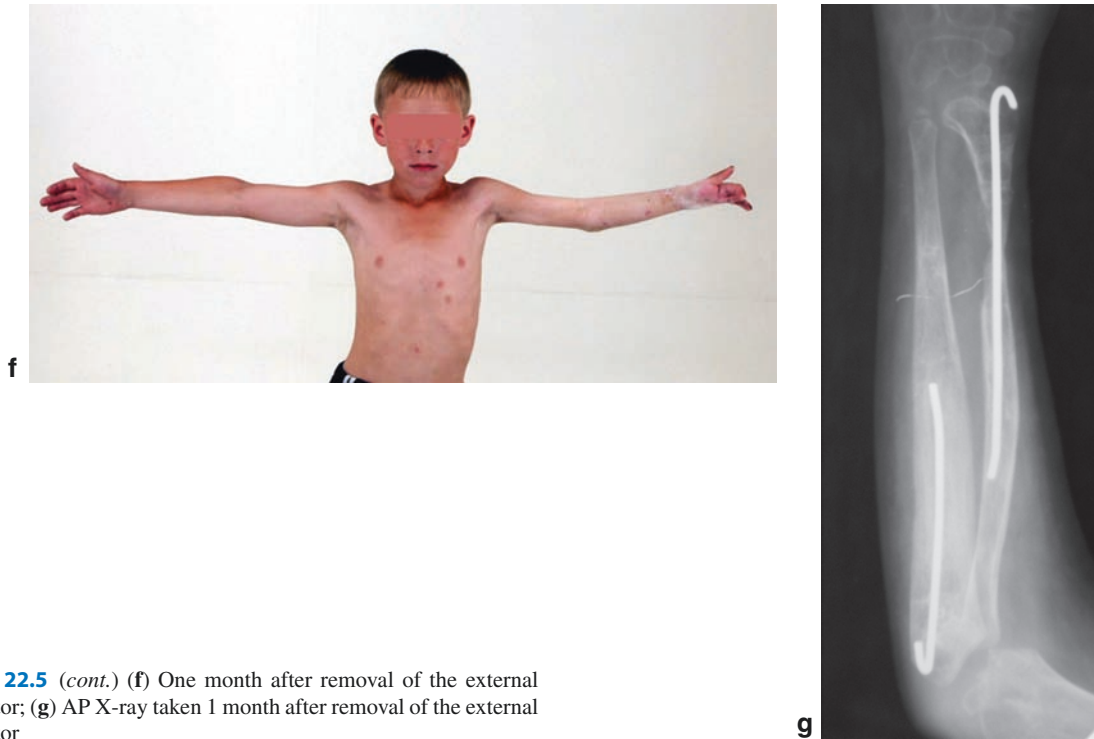 f
22.5 (cont.) (f) One month after removal of the external
or; (g) AP X-ray taken 1 month after removal of the external
or
g